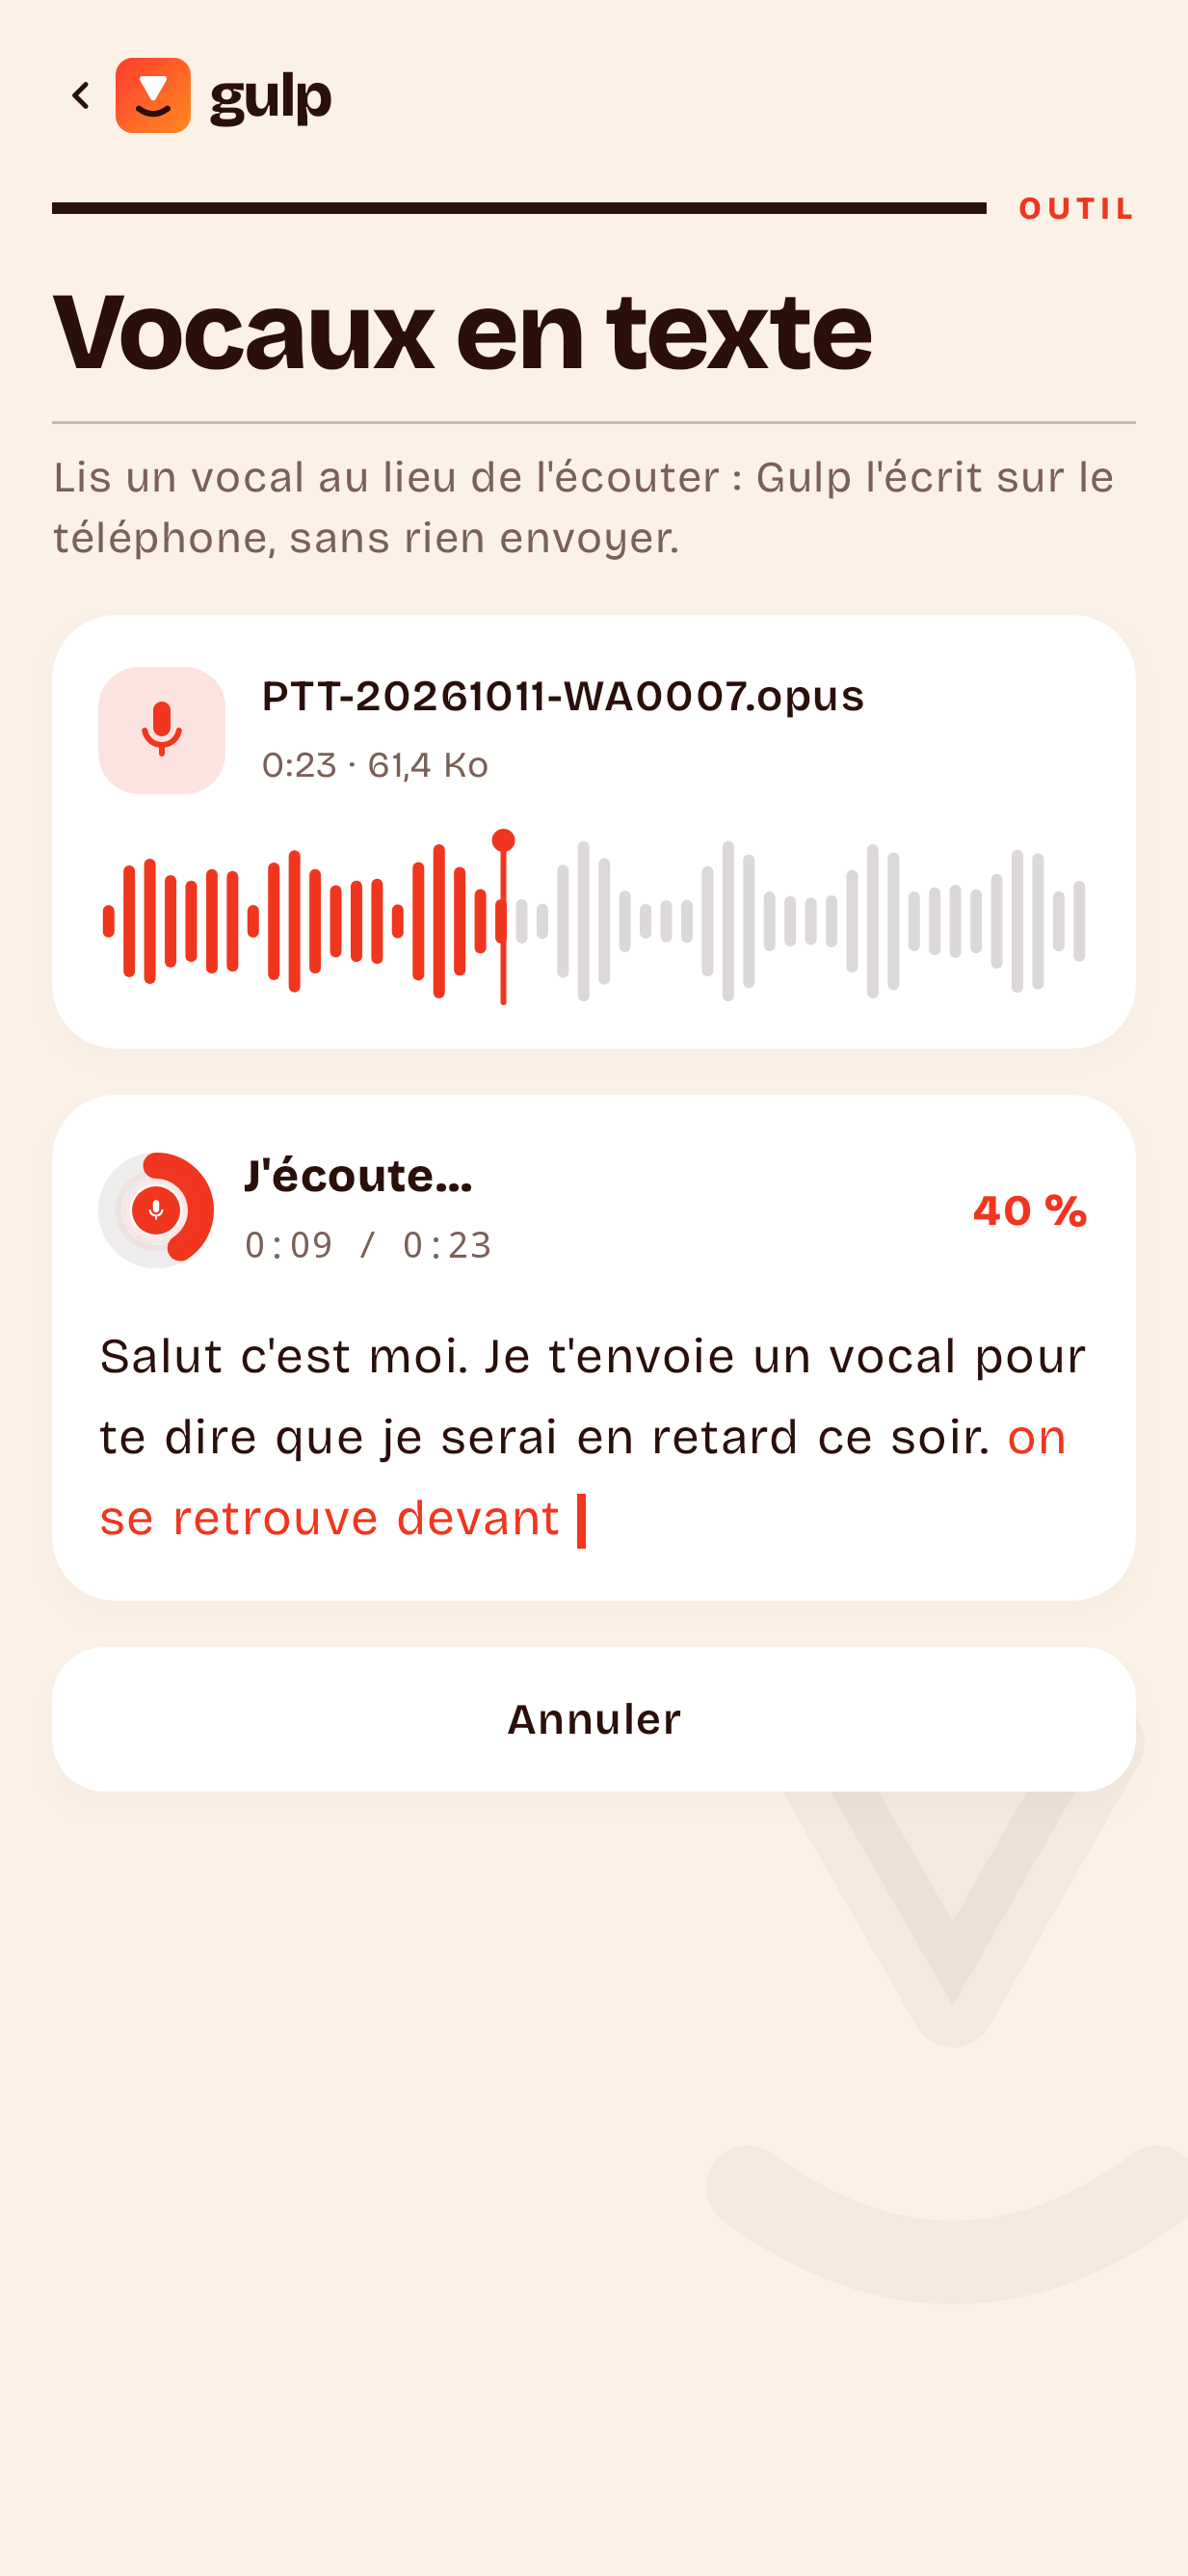 gulp
OUTIL
Vocaux en texte
Lis un vocal au lieu de l'écouter : Gulp l'écrit sur le
téléphone, sans rien envoyer.
PTT-20261011-WA0007.opus
0:23 · 61,4 Ko
J'écoute...
0:09 / 0:23
40 %
Salut c'est moi. Je t'envoie un vocal pour
te dire que je serai en retard ce soir. on
se retrouve devant
Annuler